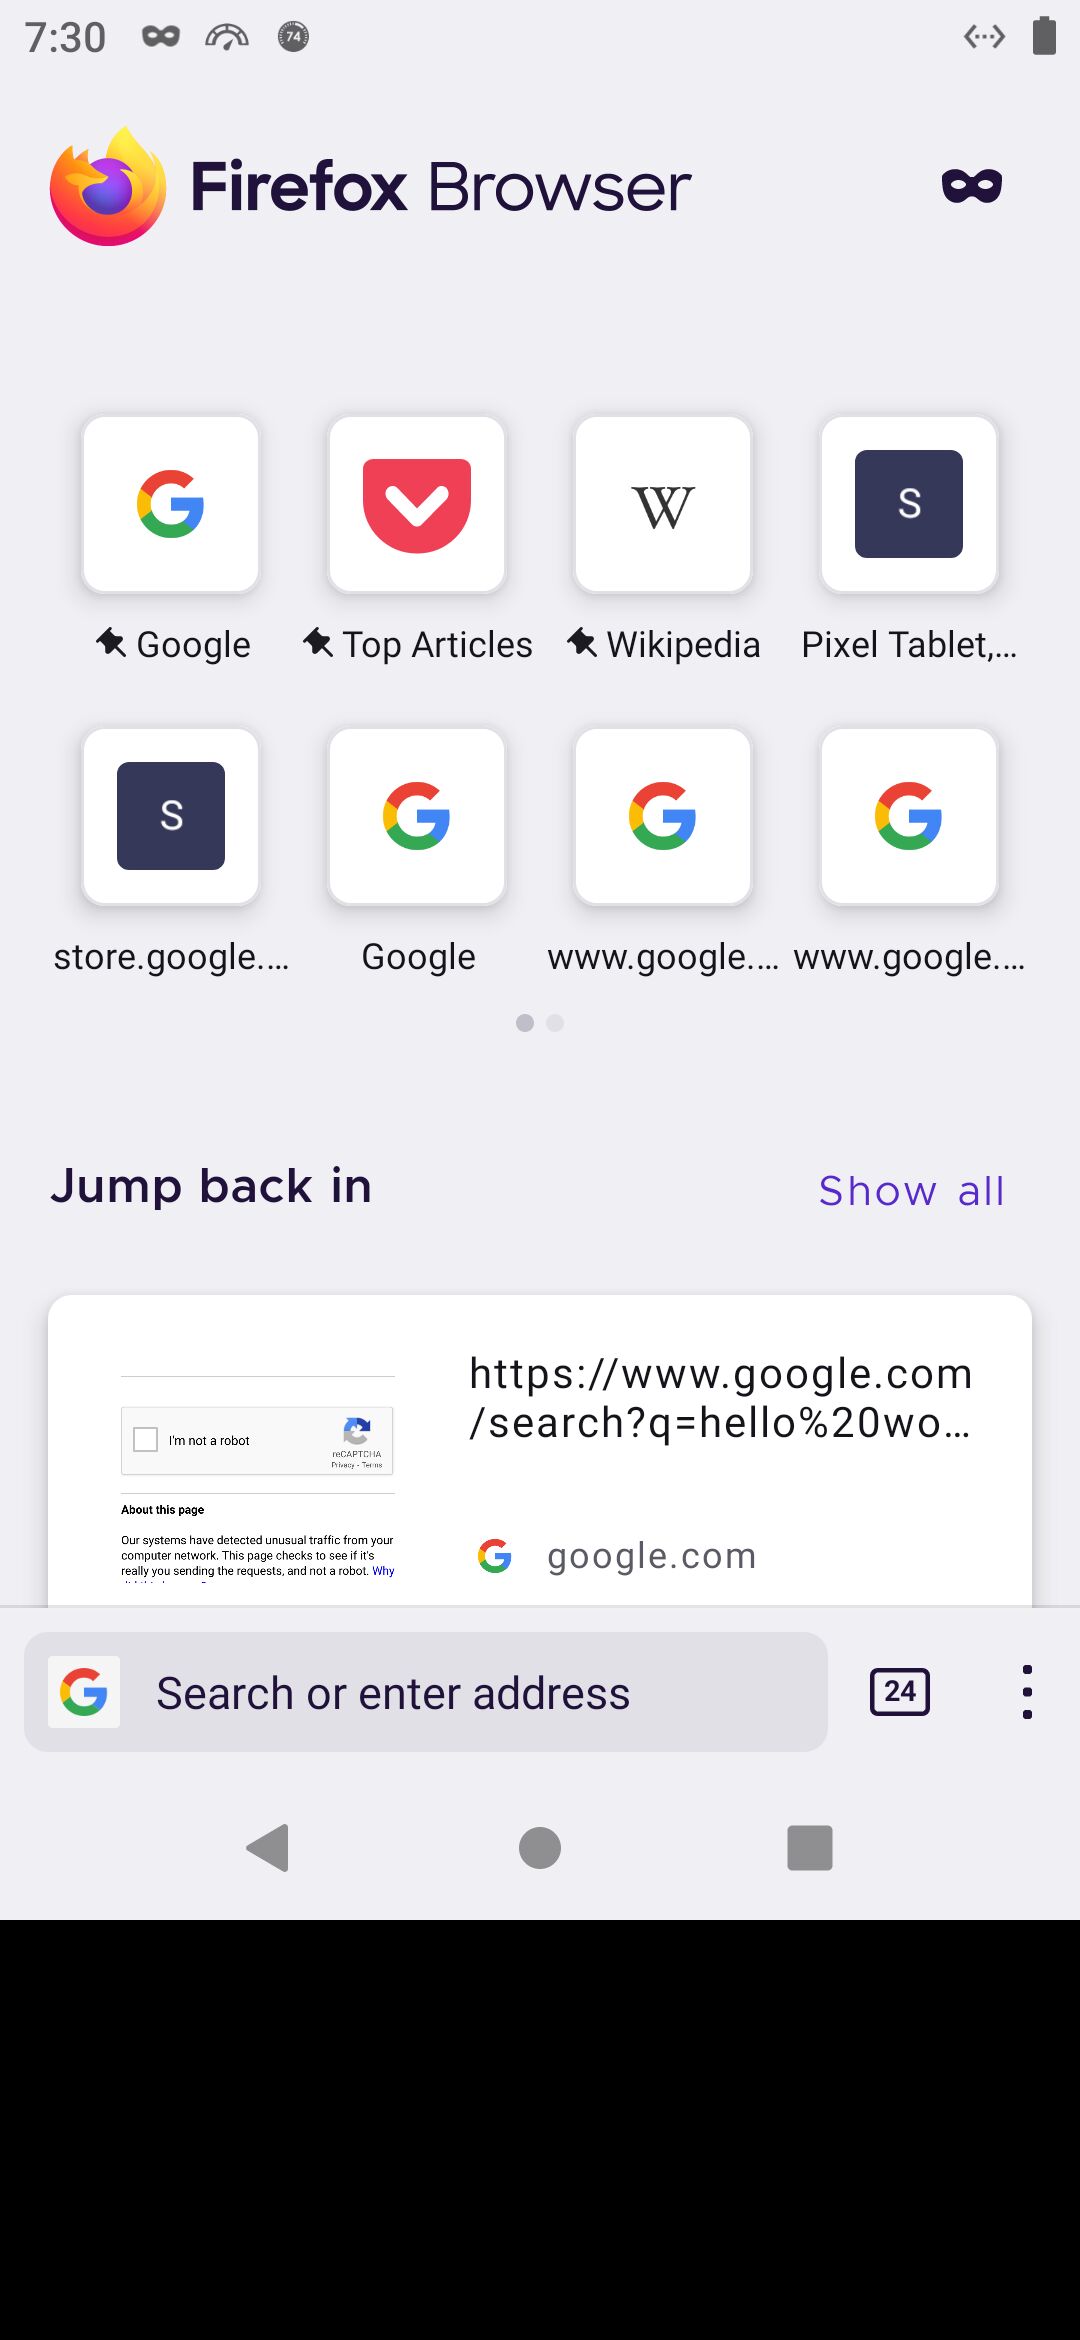 7:30
74
Firefox Browser
Google
Top Articles
W
Wikipedia
S
Pixel Tablet,...
S
store.google....
Google
www.google....
www.google....
Jump back in
Show all
https://www.google.com
/search?q=hello%20wo...
I'm not a robot
reCAPTCHA
Privacy - Terms
About this page
Our systems have detected unusual traffic from your
computer network. This page checks to see if it's
really you sending the requests, and not a robot. Why
google.com
Search or enter address
24